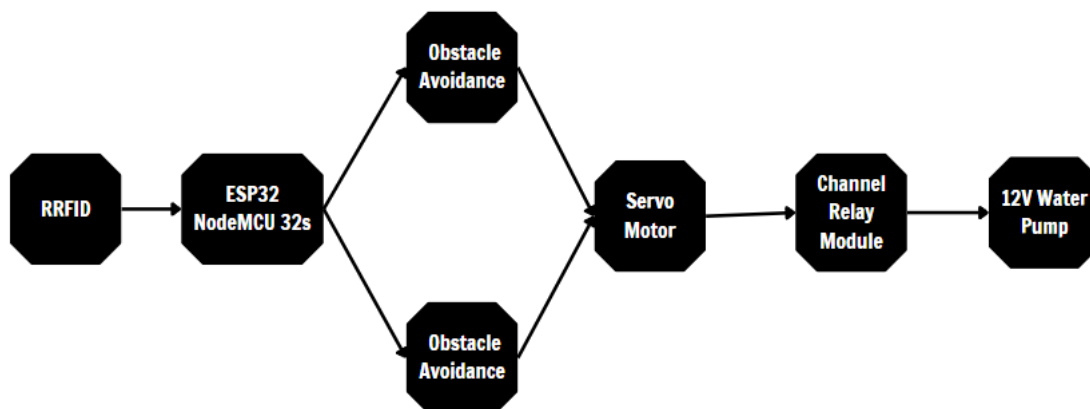 RRFID
ESP32
NodeMCU 32s
Obstacle
Avoidance
Obstacle
Avoidance
Servo
Motor
Channel
Relay
Module
12V Water
Pump